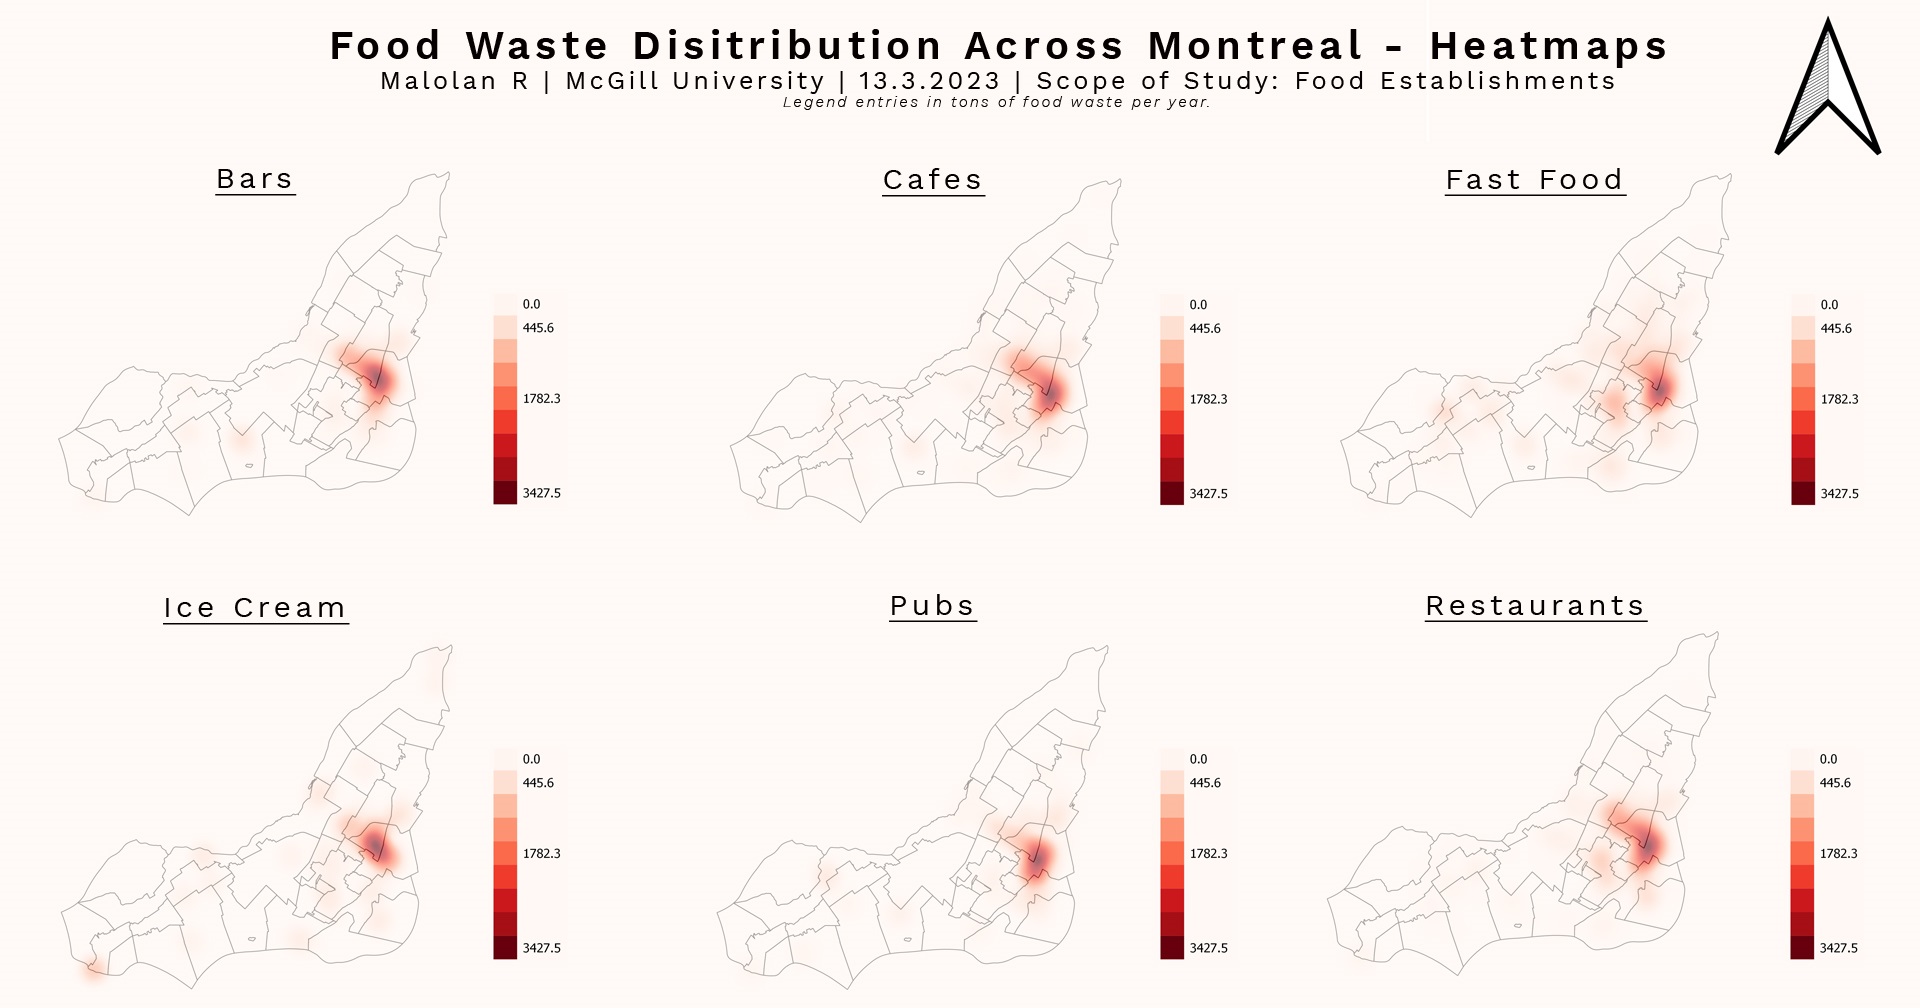 Food Waste Disitribution Across Montreal - Heatmaps
Malolan R | McGill University | 13.3.2023 | Scope of Study: Food Establishments
Legend entries in tons of food waste per year.
Bars
0.0
445.6
1782.3
3427.5
Cafes
0.0
445.6
1782.3
3427.5
Fast Food
0.0
445.6
1782.3
3427.5
Ice Cream
0.0
445.6
1782.3
3427.5
Pubs
0.0
445.6
1782.3
3427.5
Restaurants
0.0
445.6
1782.3
3427.5